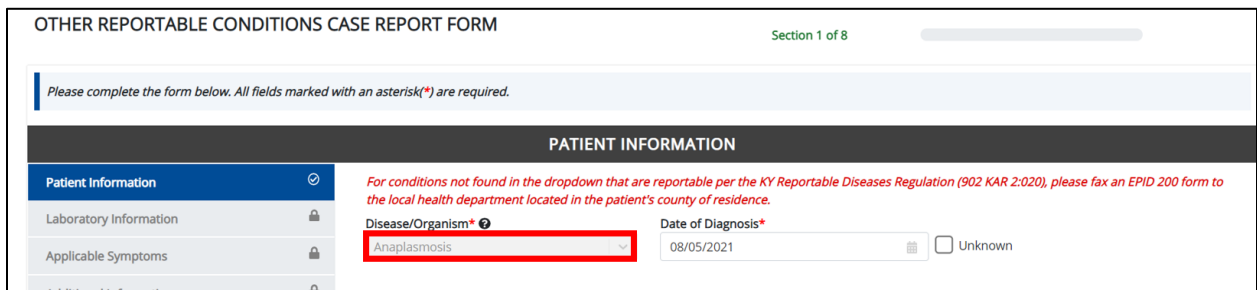 OTHER REPORTABLE CONDITIONS CASE REPORT FORM
Section 1 of 8
Please complete the form below. All fields marked with an asterisk(*) are required.
PATIENT INFORMATION
Patient Information
For conditions not found in the dropdown that are reportable per the KY Reportable Diseases Regulation (902 KAR 2:020), please fax an EPID 200 form to
the local health department located in the patient's county of residence.
Laboratory Information
Disease/Organism* ?
Date of Diagnosis*
Anaplasmosis
08/05/2021
Unknown
Applicable Symptoms